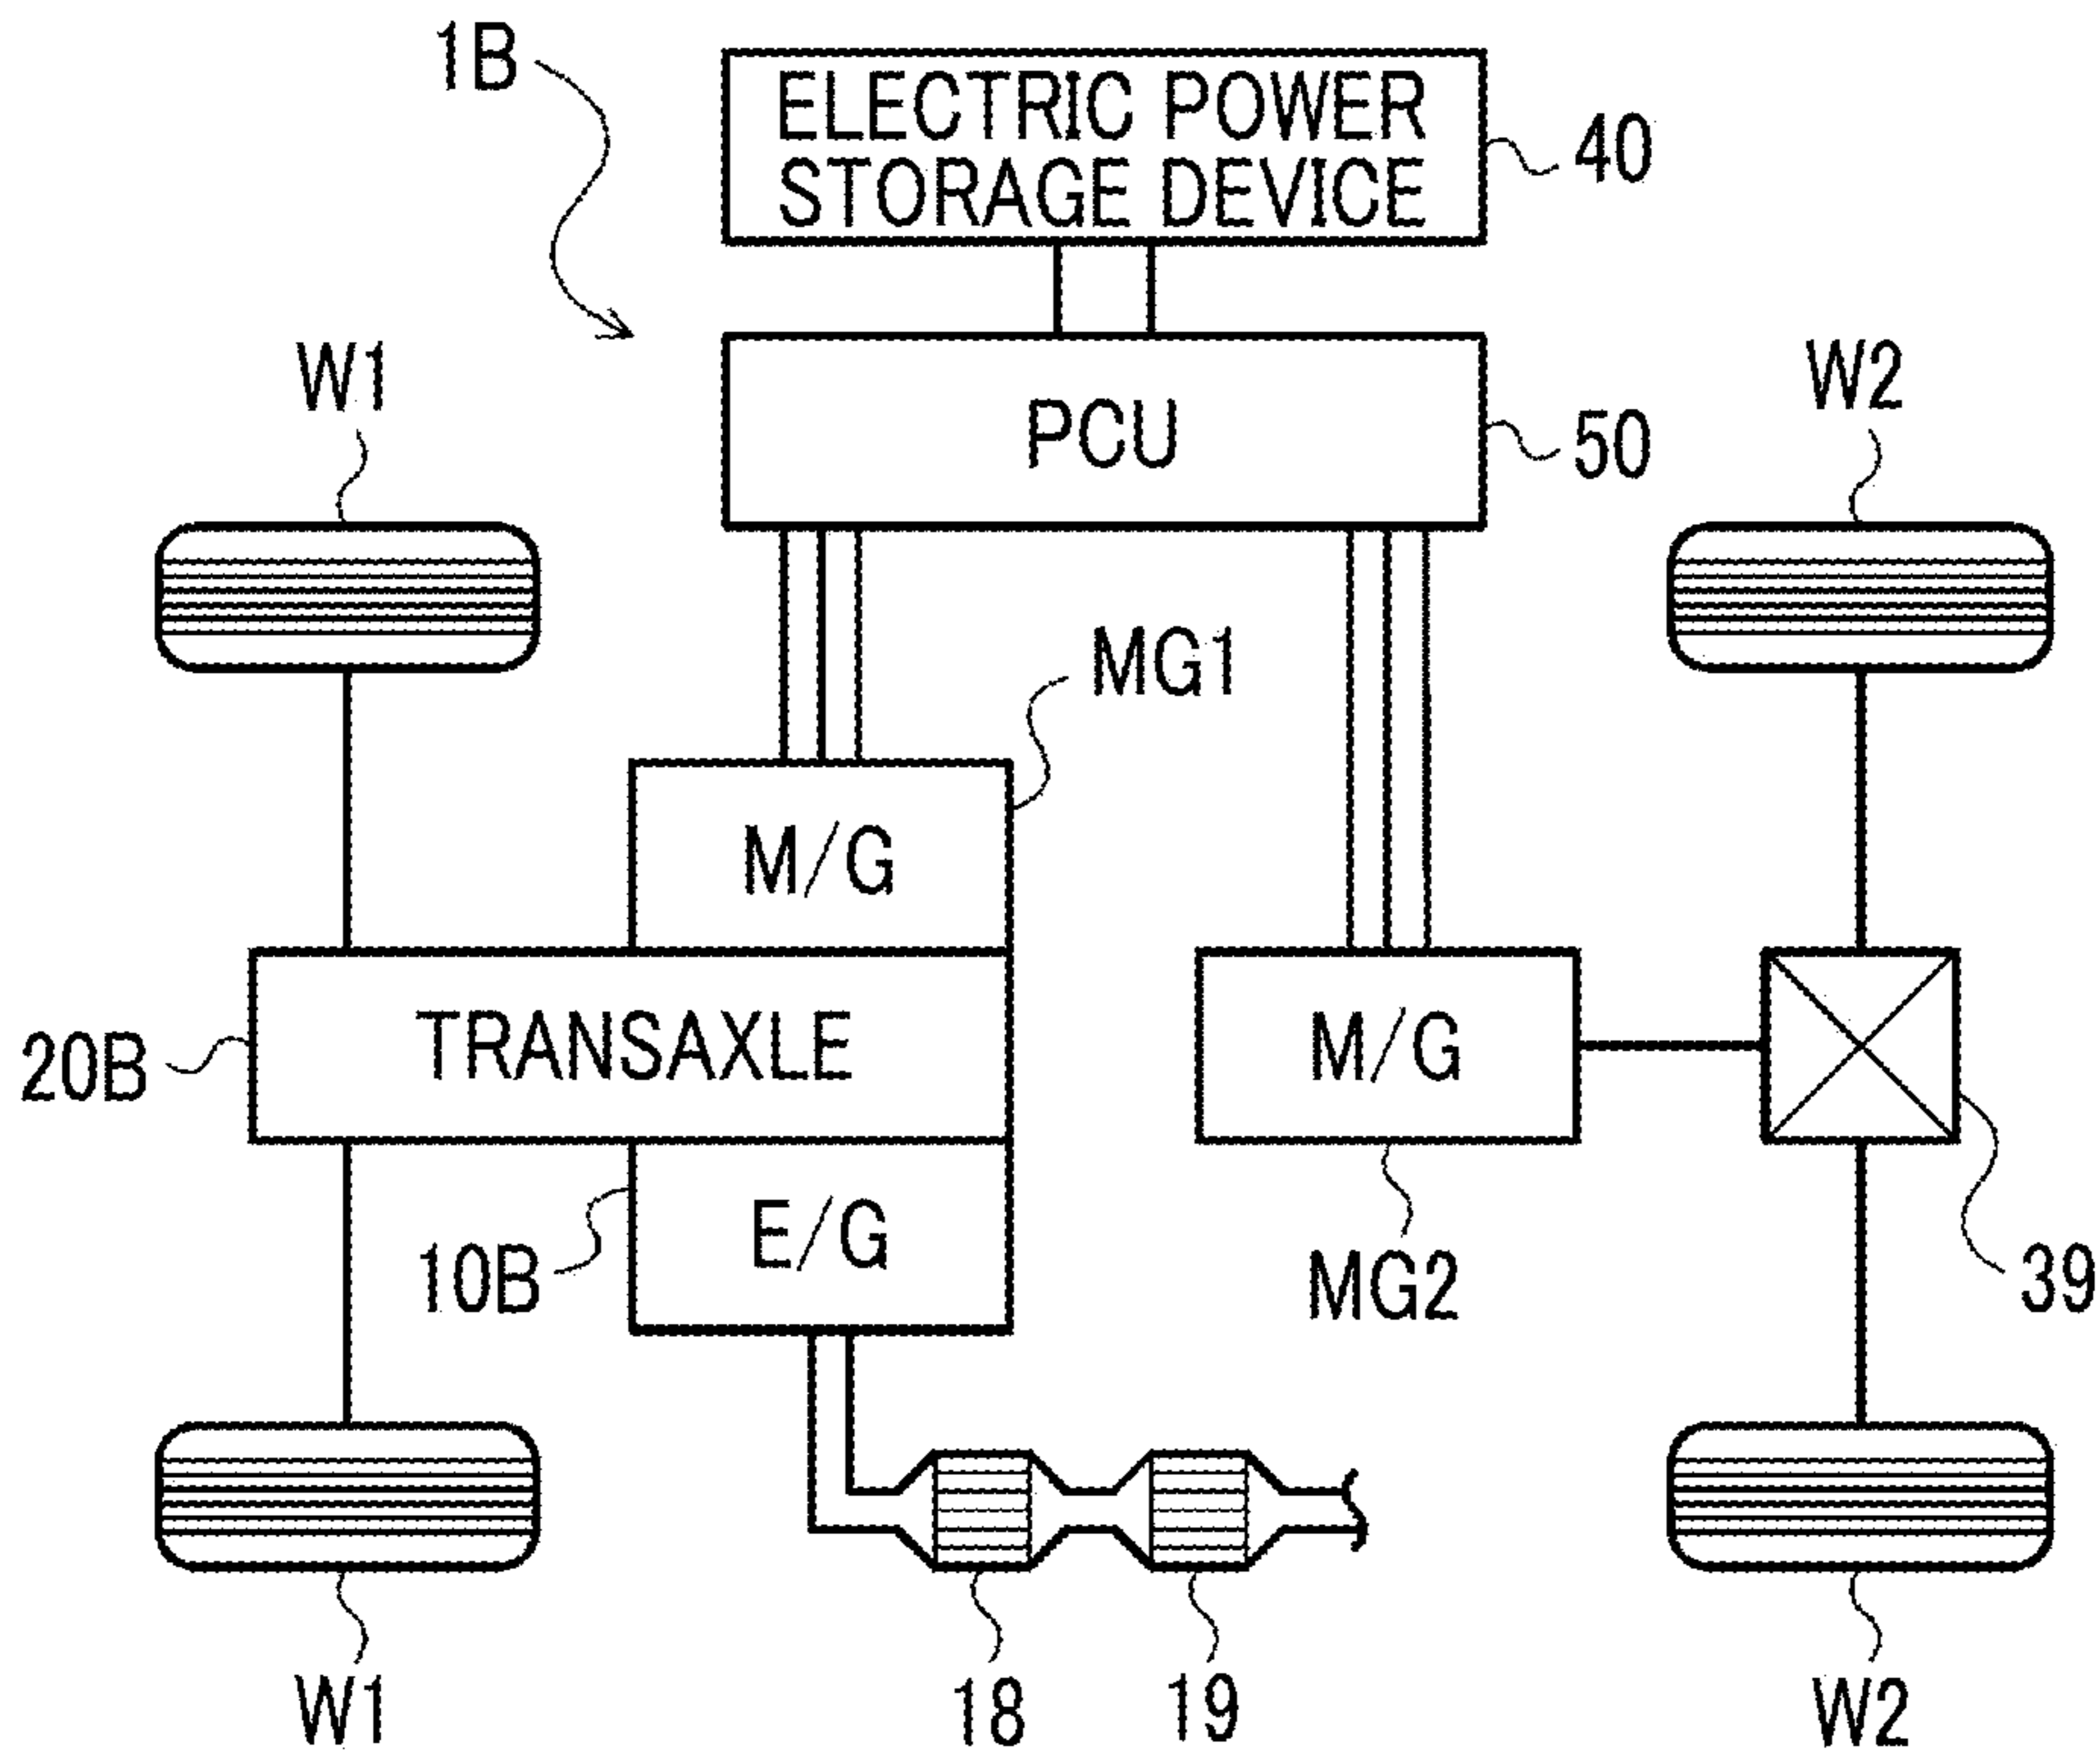 1B
ELECTRIC POWER
STORAGE DEVICE
40
W1
PCU
50
W2
MG1
M/G
20B
TRANSAXLE
M/G
10B
E/G
MG2
39
W1
18
19
W2